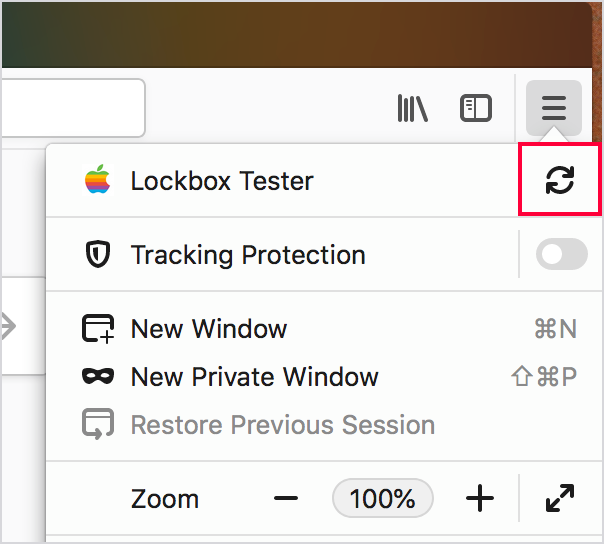 Lockbox Tester
Tracking Protection
New Window ⌘N
New Private Window ⇧⌘P
Restore Previous Session
Zoom − 100% +